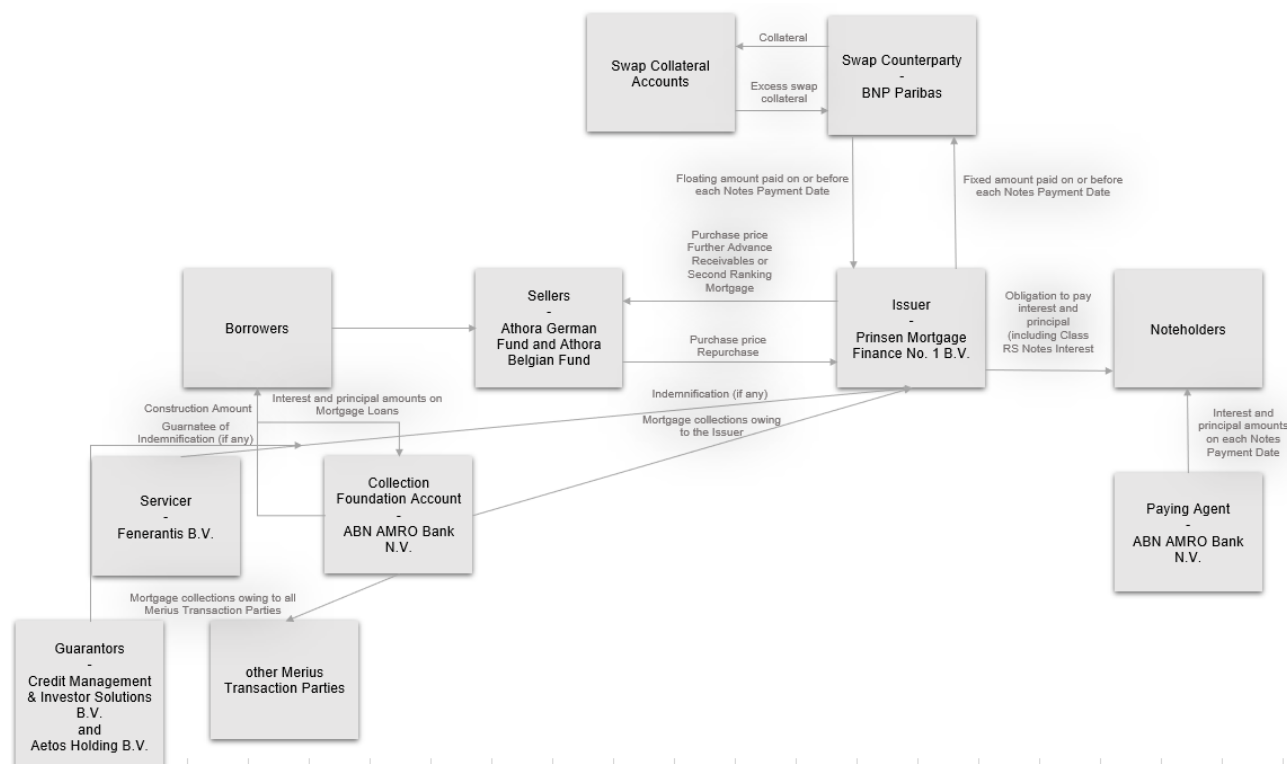 Collateral
Swap Collateral
Accounts
Excess swap
collateral
Swap Counterparty
-
BNP Paribas
Floating amount paid on or before
each Notes Payment Date
Fixed amount paid on or before
each Notes Payment Date
Purchase price
Further Advance
Receivables or
Second Ranking
Mortgage
Borrowers
Sellers
-
Athora German
Fund and Athora
Belgian Fund
Purchase price
Repurchase
Issuer
-
Prinsen Mortgage
Finance No. 1 B.V.
Obligation to pay
interest and
principal
(including Class
RS Notes Interest
Noteholders
Construction Amount
Interest and principal amounts on
Mortgage Loans
Guarnatee of
Indemnification (if any)
Indemnification (if any)
Mortgage collections owing
to the Issuer
Interest and
principal amounts
on each Notes
Payment Date
Servicer
-
Fenerantis B.V.
Collection
Foundation Account
-
ABN AMRO Bank
N.V.
Paying Agent
-
ABN AMRO Bank
N.V.
Mortgage collections owing to all
Merius Transaction Parties
Guarantors
-
Credit Management
& Investor Solutions
B.V.
and
Aetos Holding B.V.
other Merius
Transaction Parties